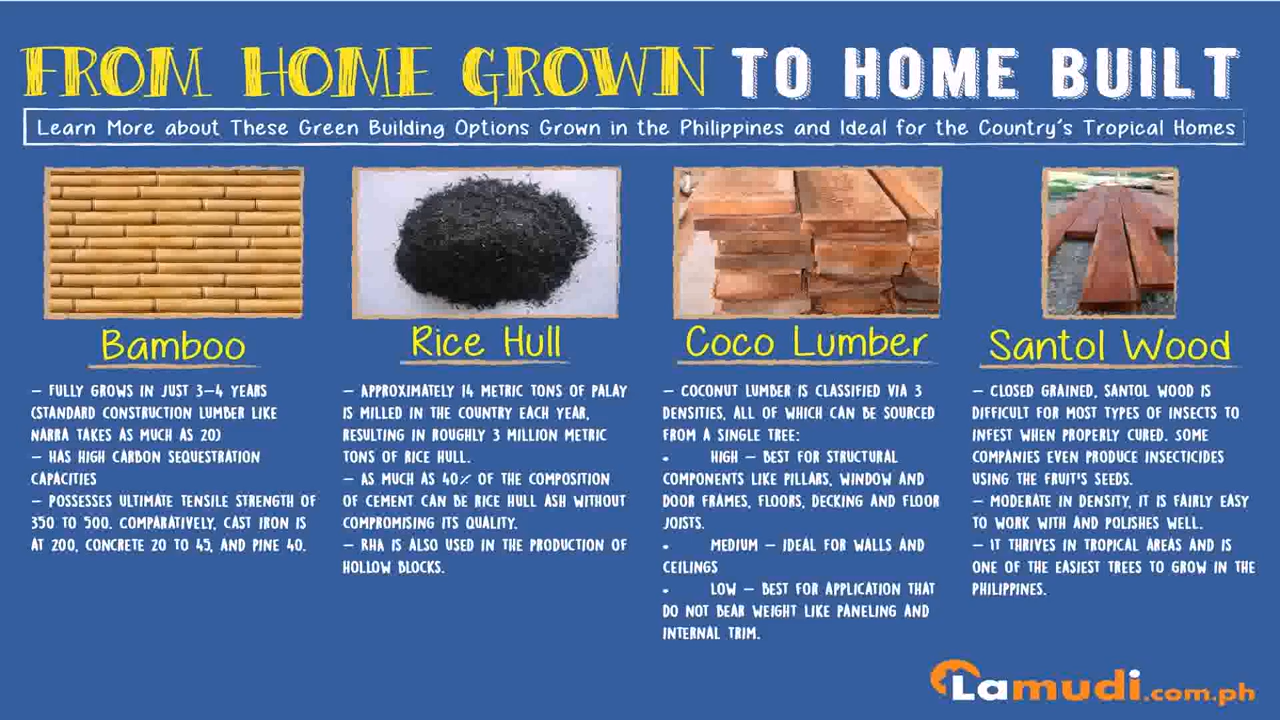 FROM HOME GROWN TO HOME BUILT
Learn More about These Green Building Options Grown in the Philippines and Ideal for the Country's Tropical Homes
Bamboo
– FULLY GROWS IN JUST 3–4 YEARS
(STANDARD CONSTRUCTION LUMBER LIKE
NARRA TAKES AS MUCH AS 20)
– HAS HIGH CARBON SEQUESTRATION
CAPACITIES
– POSSESSES ULTIMATE TENSILE STRENGTH OF
350 TO 500. COMPARATIVELY, CAST IRON IS
AT 200, CONCRETE 20 TO 45, AND PINE 40.
Rice Hull
– APPROXIMATELY 14 METRIC TONS OF PALAY
IS MILLED IN THE COUNTRY EACH YEAR,
RESULTING IN ROUGHLY 3 MILLION METRIC
TONS OF RICE HULL.
– AS MUCH AS 40% OF THE COMPOSITION
OF CEMENT CAN BE RICE HULL ASH WITHOUT
COMPROMISING ITS QUALITY.
– RHA IS ALSO USED IN THE PRODUCTION OF
HOLLOW BLOCKS.
Coco Lumber
– COCONUT LUMBER IS CLASSIFIED VIA 3
DENSITIES, ALL OF WHICH CAN BE SOURCED
FROM A SINGLE TREE:
• HIGH – BEST FOR STRUCTURAL
COMPONENTS LIKE PILLARS, WINDOW AND
DOOR FRAMES, FLOORS, DECKING AND FLOOR
JOISTS.
• MEDIUM – IDEAL FOR WALLS AND
CEILINGS
• LOW – BEST FOR APPLICATION THAT
DO NOT BEAR WEIGHT LIKE PANELING AND
INTERNAL TRIM.
Santol Wood
– CLOSED GRAINED, SANTOL WOOD IS
DIFFICULT FOR MOST TYPES OF INSECTS TO
INFEST WHEN PROPERLY CURED. SOME
COMPANIES EVEN PRODUCE INSECTICIDES
USING THE FRUIT'S SEEDS.
– MODERATE IN DENSITY, IT IS FAIRLY EASY
TO WORK WITH AND POLISHES WELL.
– IT THRIVES IN TROPICAL AREAS AND IS
ONE OF THE EASIEST TREES TO GROW IN THE
PHILIPPINES.
Lamudi.com.ph